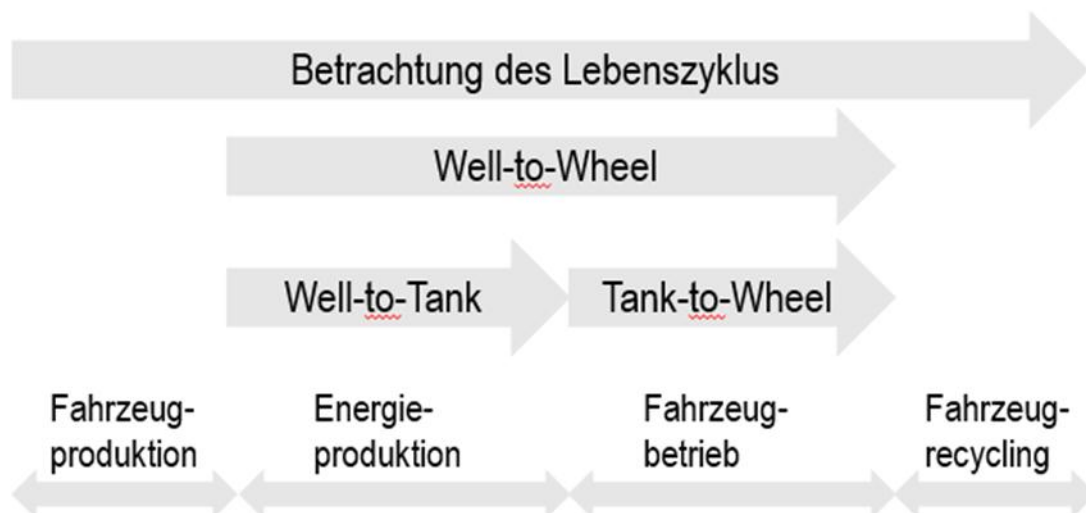 Betrachtung des Lebenszyklus
Well-to-Wheel
Well-to-Tank
Tank-to-Wheel
Fahrzeug-
produktion
Energie-
produktion
Fahrzeug-
betrieb
Fahrzeug-
recycling